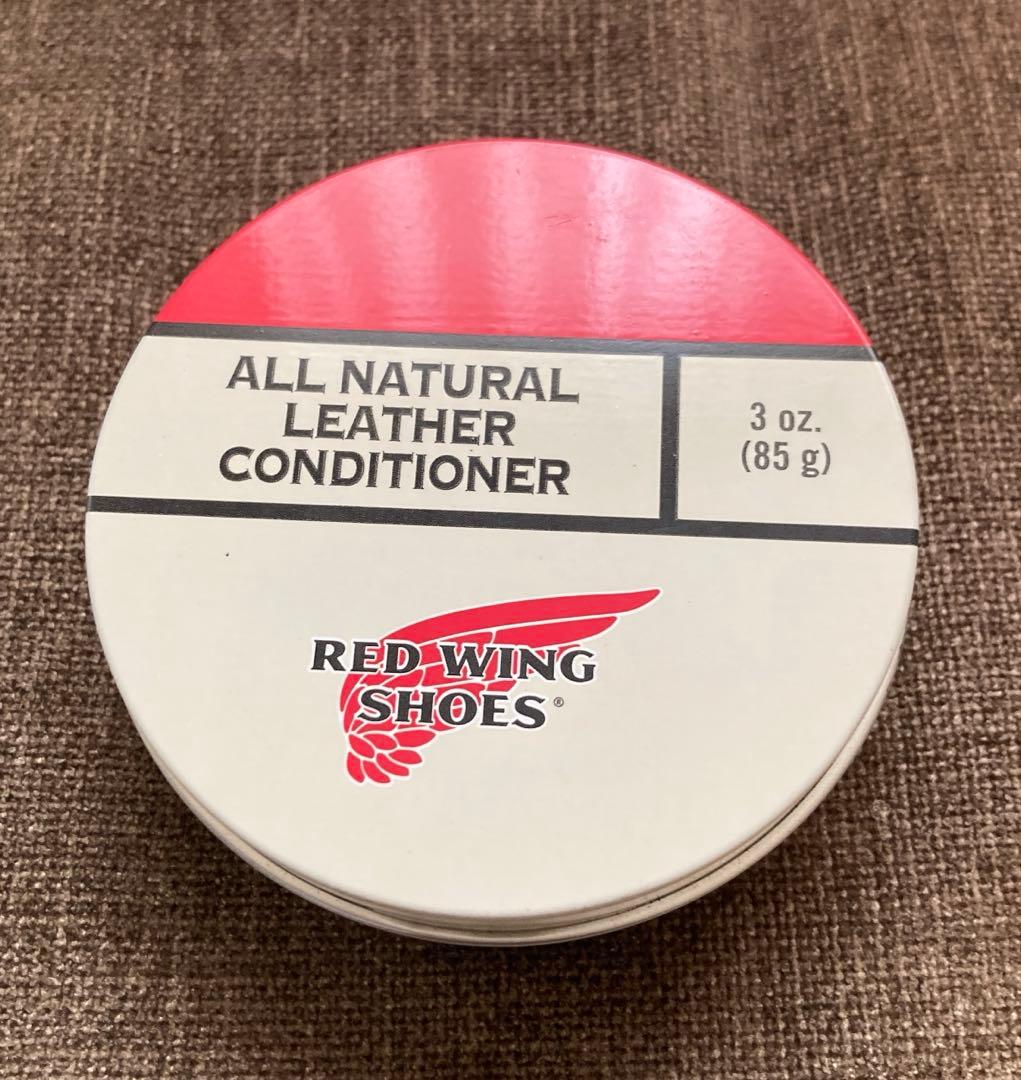 ALL NATURAL
LEATHER
CONDITIONER
3 oz.
(85 g)
RED WING
SHOES®